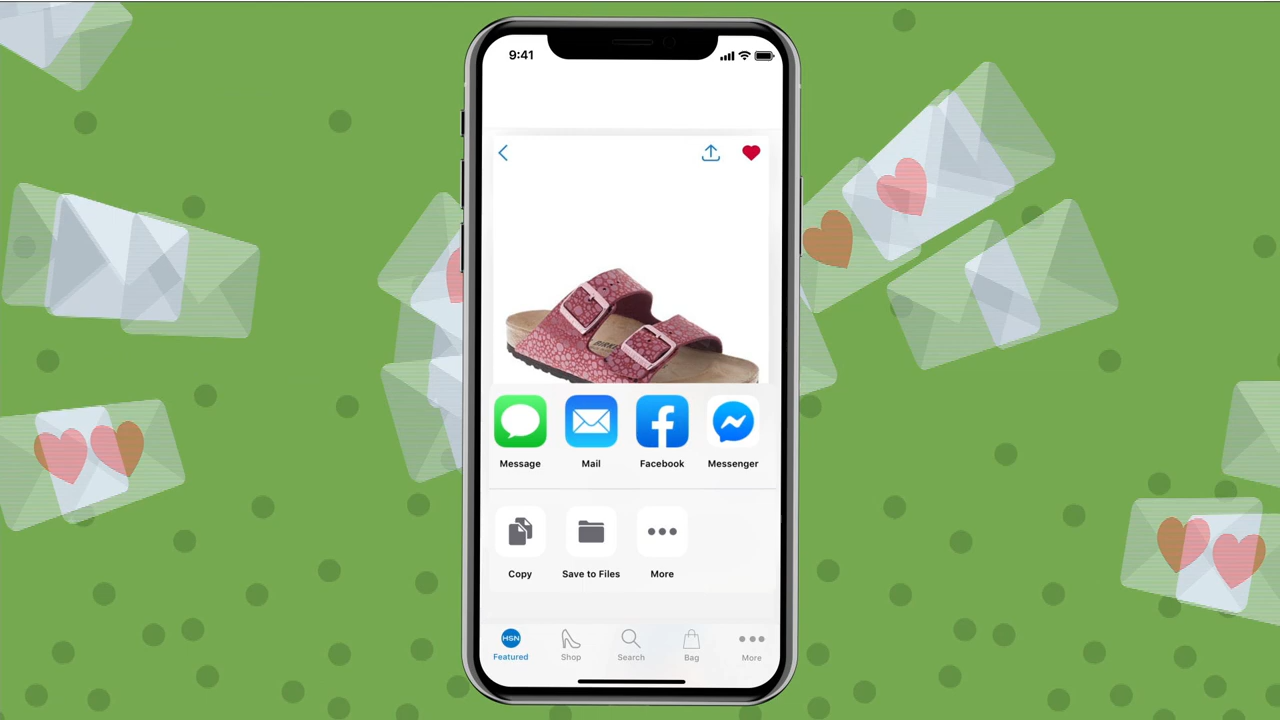 9:41
Message
Mail
Facebook
Messenger
Copy
Save to Files
More
HSN
Featured
Shop
Search
Bag
More